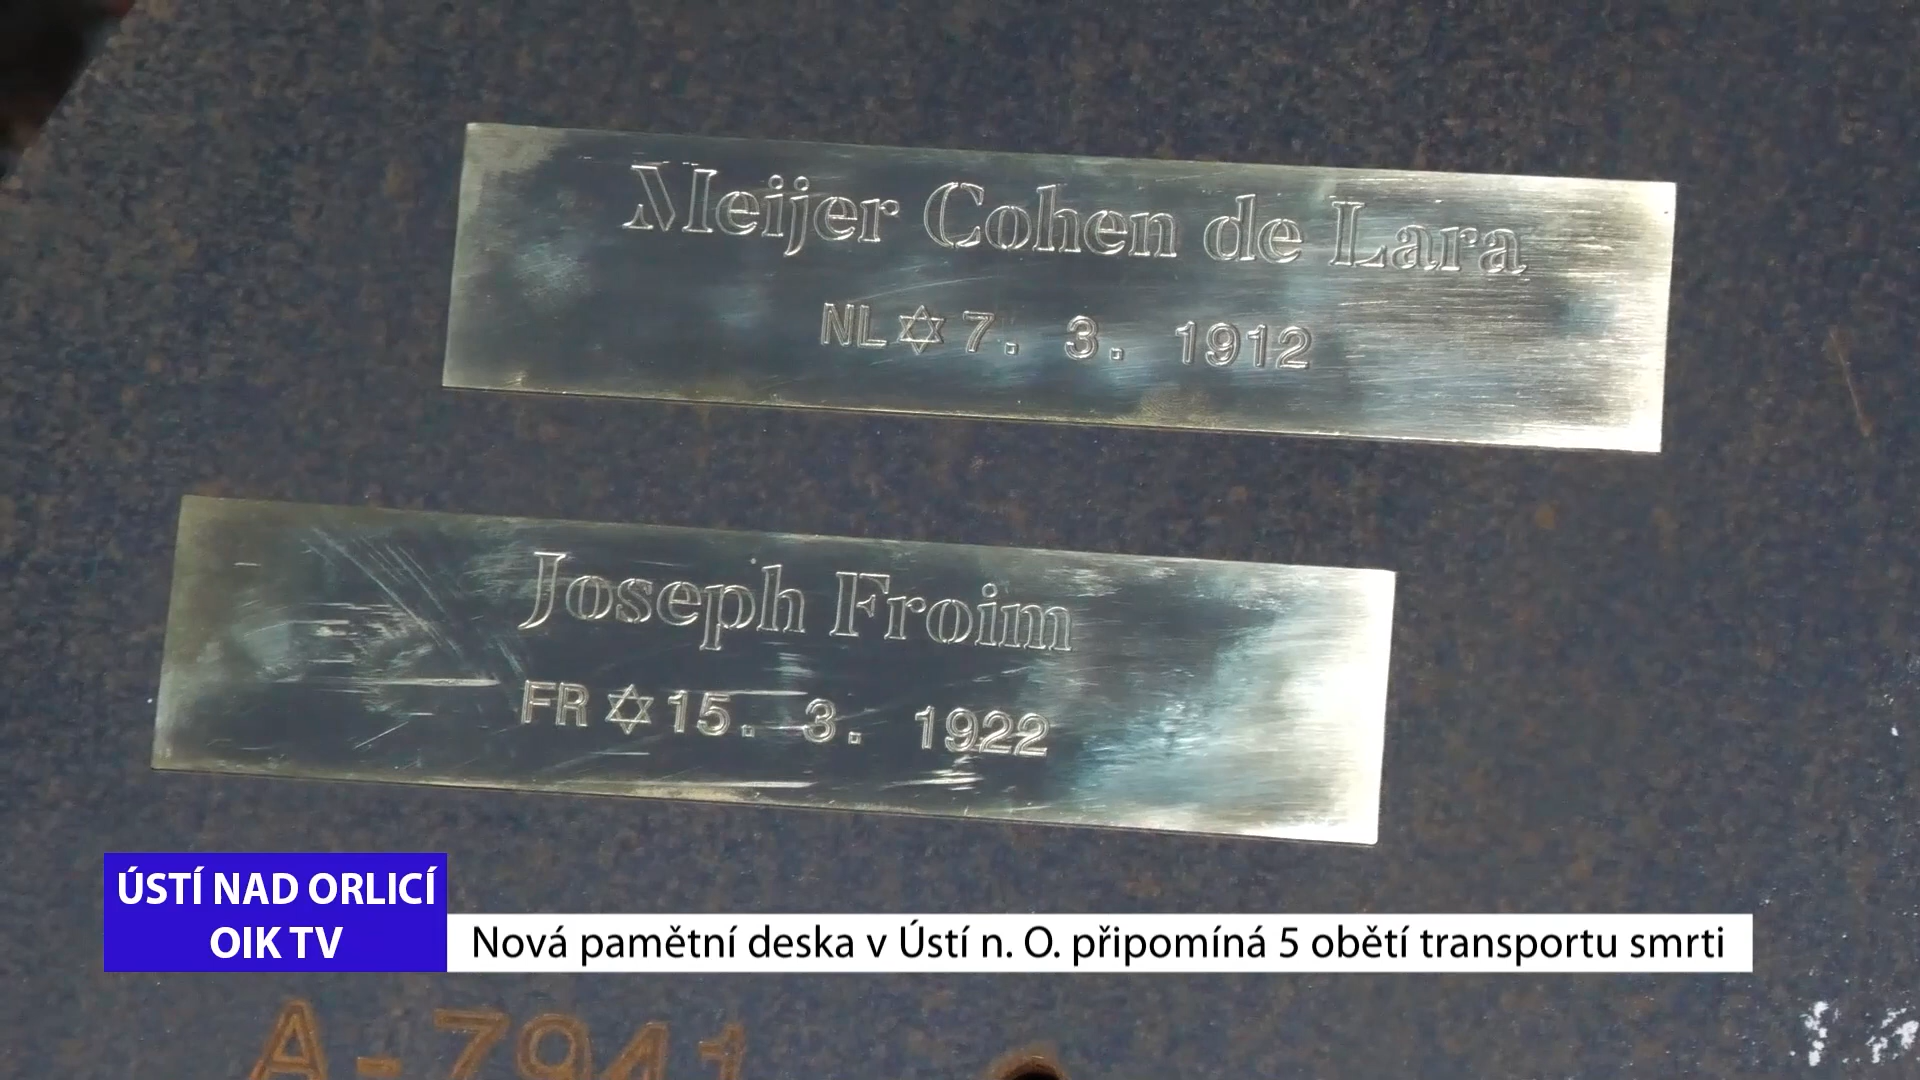 Meijer Cohen de Lara
NL ✡ 7. 3. 1912
Joseph Froim
FR ✡ 15. 3. 1922
ÚSTÍ NAD ORLICÍ
OIK TV
Nová pamětní deska v Ústí n. O. připomíná 5 obětí transportu smrti
A-7941